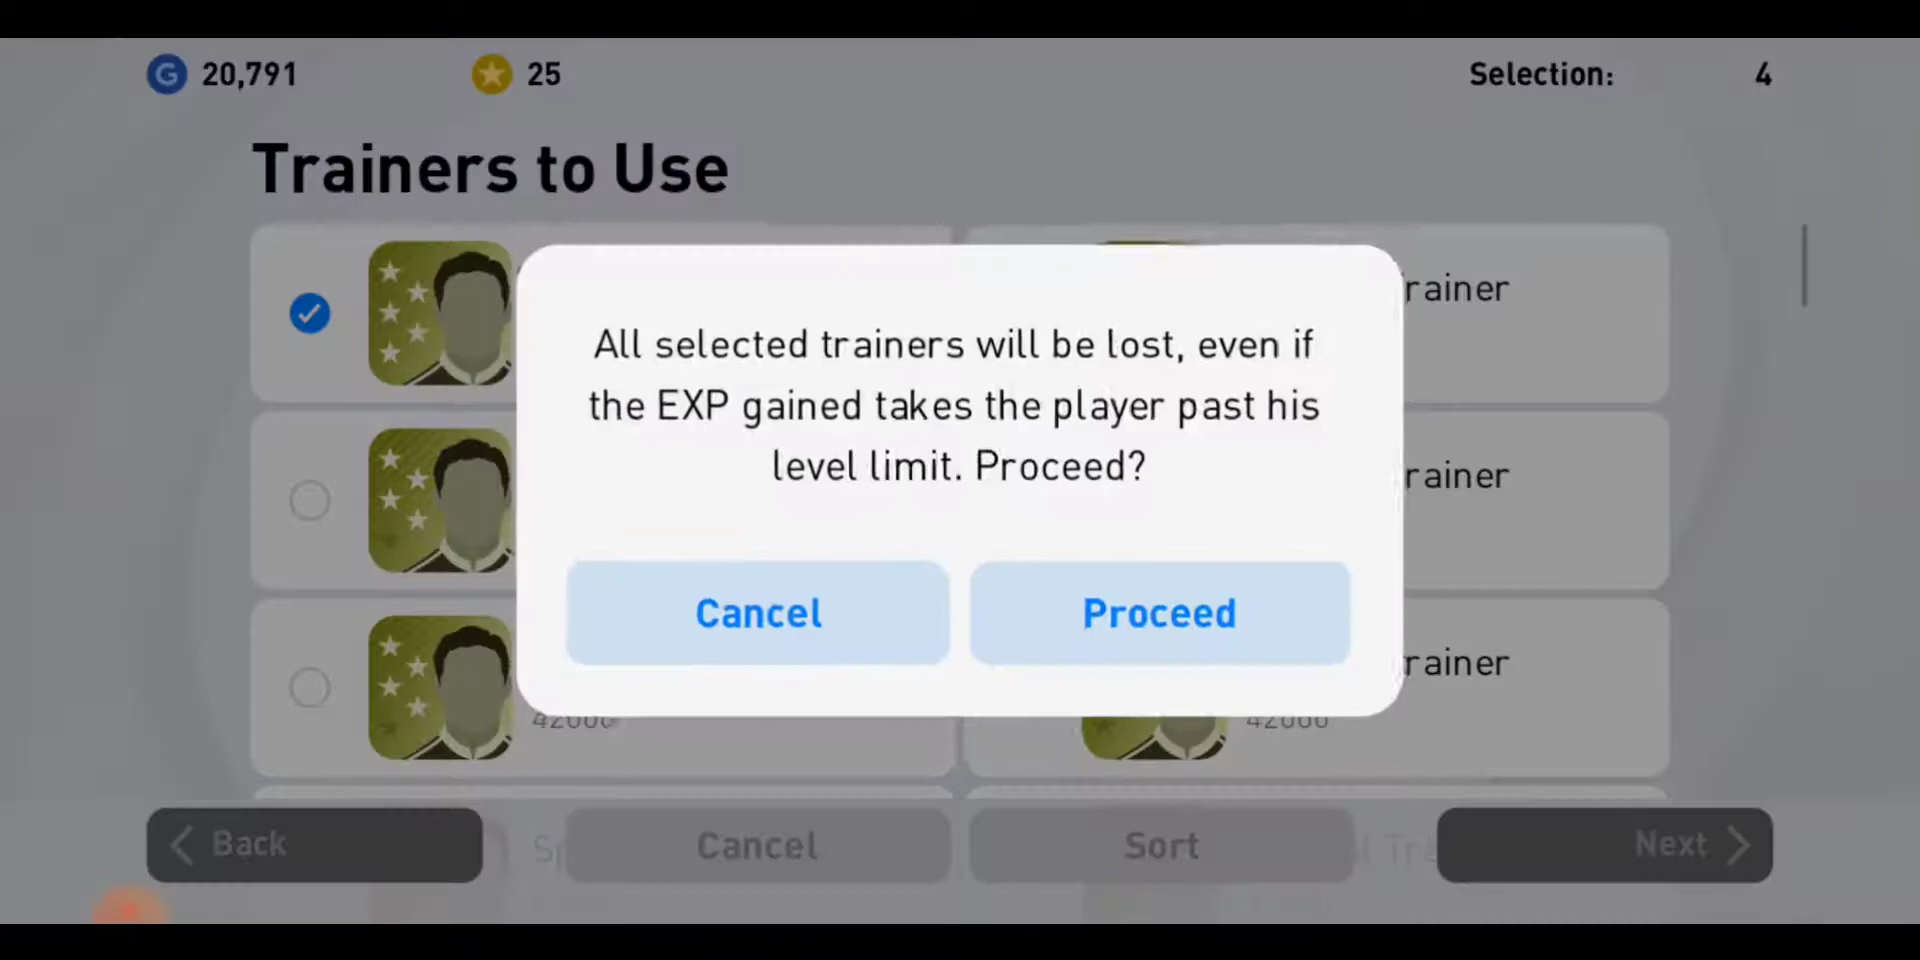 G 20,791
25
Selection: 4
Trainers to Use
rainer
All selected trainers will be lost, even if
the EXP gained takes the player past his
level limit. Proceed?
rainer
Cancel
Proceed
rainer
Back
Cancel
Sort
Next